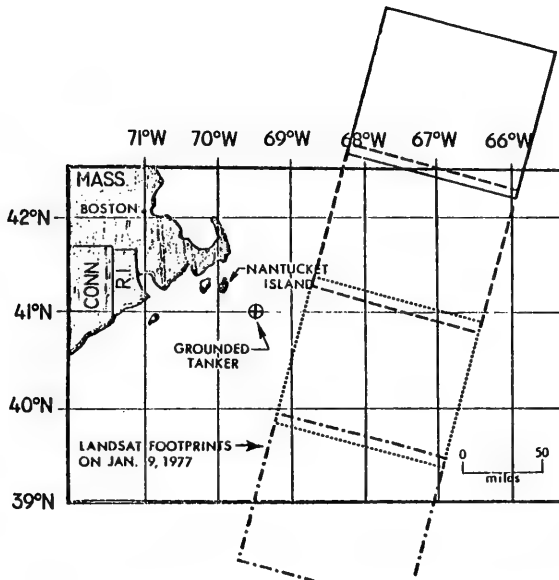 71°W 70°W 69°W 68°W 67°W 66°W
MASS.
42°N
BOSTON
CONN.
R.I.
NANTUCKET
ISLAND
41°N
GROUNDED
TANKER
40°N
LANDSAT FOOTPRINTS
ON JAN. 9, 1977
0 50
miles
39°N